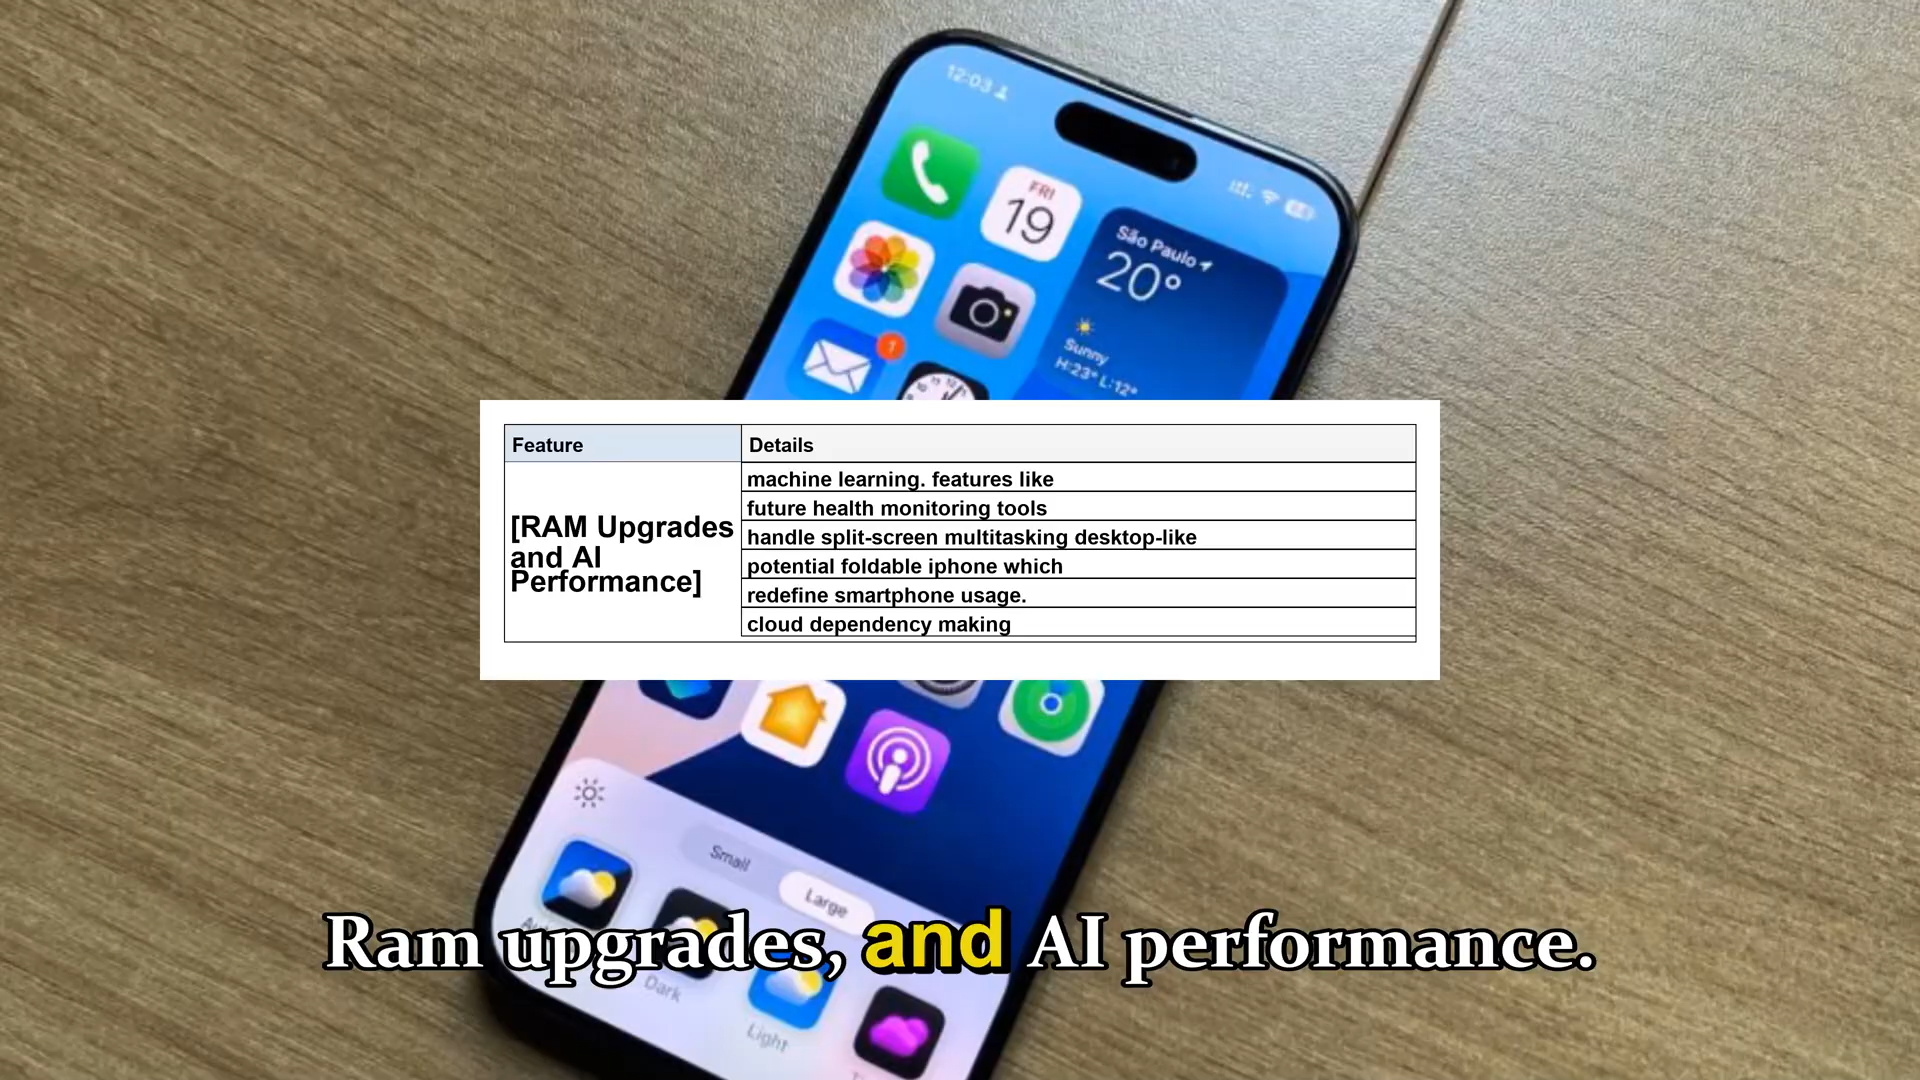 12:03
FRI
19
São Paulo
20°
Sunny
H:23° L:12°
1
Feature
Details
[RAM Upgrades
and AI
Performance]
machine learning. features like
future health monitoring tools
handle split-screen multitasking desktop-like
potential foldable iphone which
redefine smartphone usage.
cloud dependency making
Small
Large
Ram upgrades, and AI performance.
Dark
Light